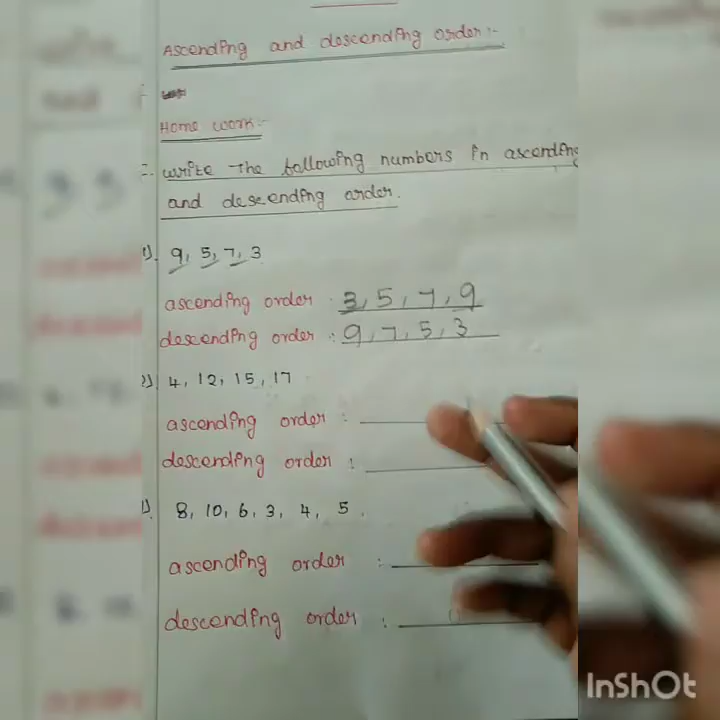 Ascending and descending order:-
Home work:-
write the following numbers in ascending
and descending order.
1). 9, 5, 7, 3
ascending order : 3, 5, 7, 9
descending order : 9, 7, 5, 3
2). 4, 12, 15, 17
ascending order :
descending order :
1). 8, 10, 6, 3, 4, 5.
ascending order :
descending order :
InShOt